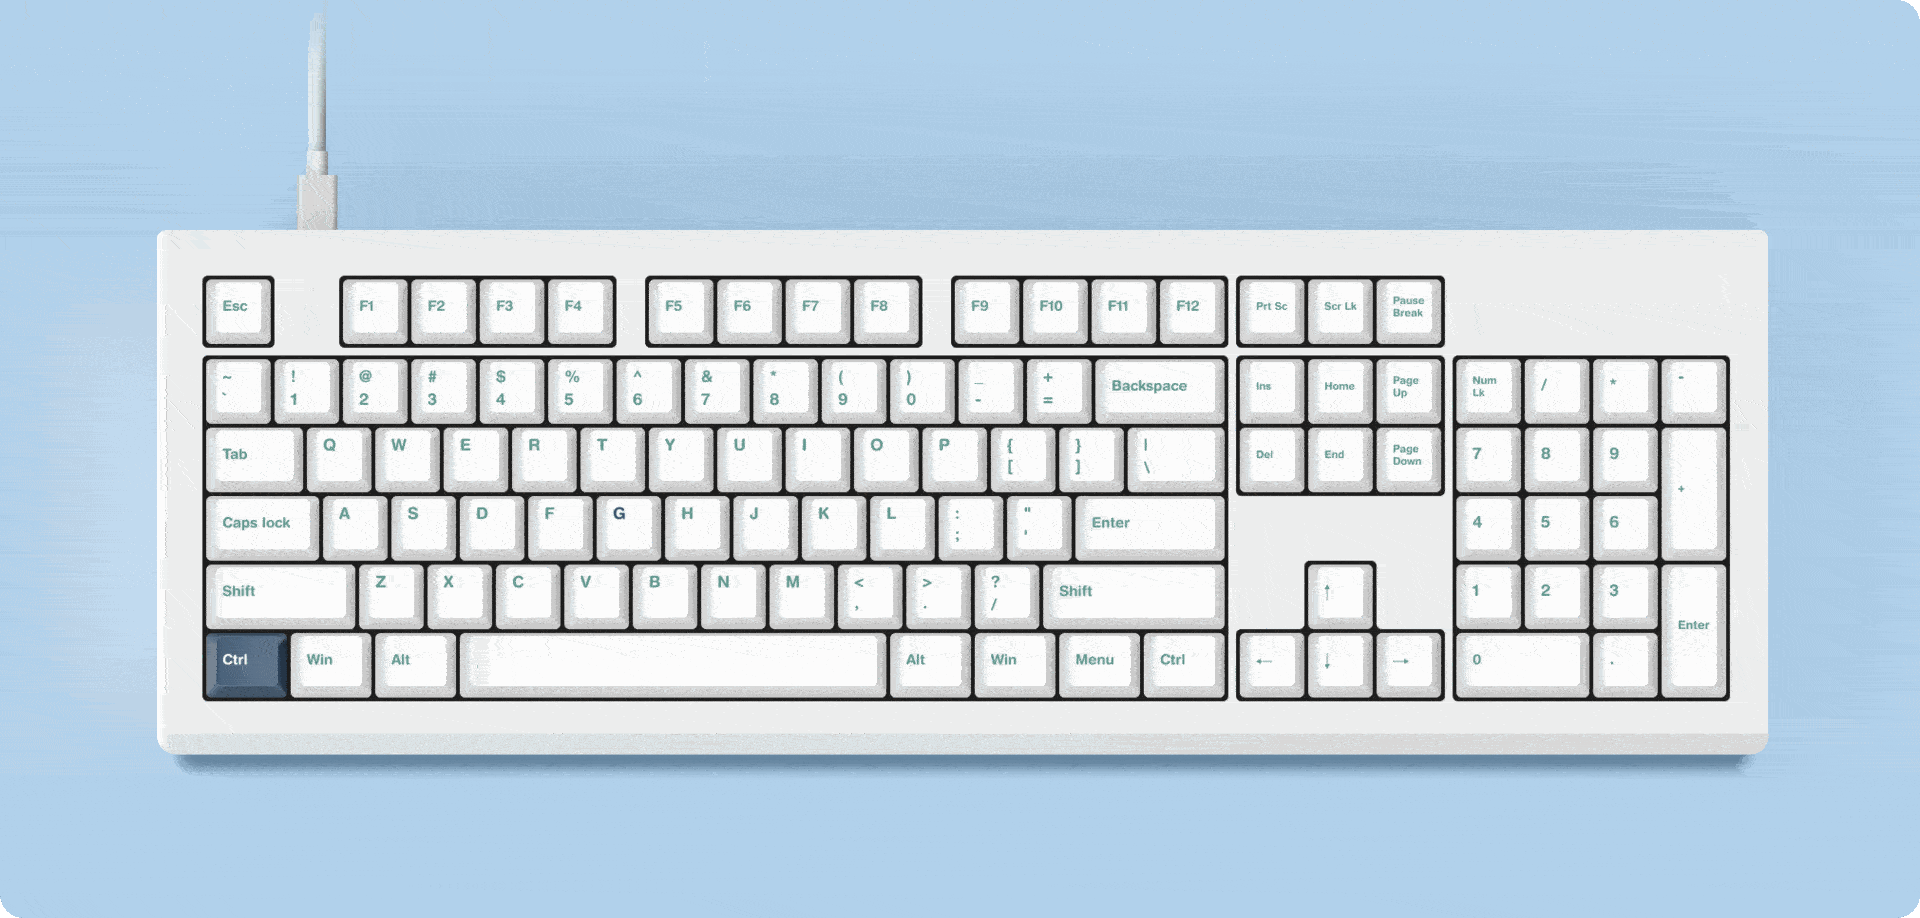 Esc F1 F2 F3 F4 F5 F6 F7 F8 F9 F10 F11 F12 Prt Sc Scr Lk Pause
Break
~ ! @ # $ % ^ & * ( ) _ + Backspace Ins Home Page
Up Num
Lk / * -
` 1 2 3 4 5 6 7 8 9 0 - =
Tab Q W E R T Y U I O P { } | Del End Page
Down 7 8 9 +
[ ] \
Caps lock A S D F G H J K L : " Enter 4 5 6
; '
Shift Z X C V B N M < > ? Shift ↑ 1 2 3 Enter
, . /
Ctrl Win Alt Alt Win Menu Ctrl ← ↓ → 0 .